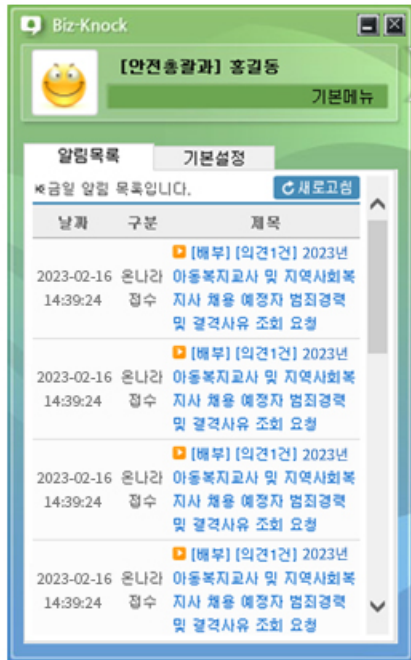 Biz-Knock
[안전총괄과] 홍길동
기본메뉴
알림목록 기본설정
금일 알림 목록입니다. 새로고침
날짜 구분 제목
[배부] [의견1건] 2023년
2023-02-16 온나라 아동복지교사 및 지역사회복
14:39:24 접수 지사 채용 예정자 범죄경력
및 결격사유 조회 요청
[배부] [의견1건] 2023년
2023-02-16 온나라 아동복지교사 및 지역사회복
14:39:24 접수 지사 채용 예정자 범죄경력
및 결격사유 조회 요청
[배부] [의견1건] 2023년
2023-02-16 온나라 아동복지교사 및 지역사회복
14:39:24 접수 지사 채용 예정자 범죄경력
및 결격사유 조회 요청
[배부] [의견1건] 2023년
2023-02-16 온나라 아동복지교사 및 지역사회복
14:39:24 접수 지사 채용 예정자 범죄경력
및 결격사유 조회 요청